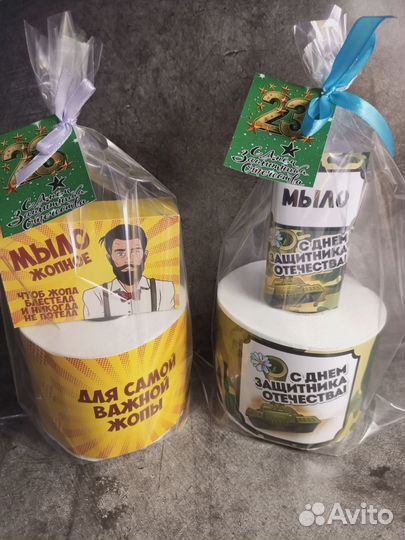 23
С Днём
Защитника
Отечества
МЫЛО
ЖОПНОЕ
ЧТОБ ЖОПА
БЛЕСТЕЛА
И НИКОГДА
НЕ ПОТЕЛА
ДЛЯ САМОЙ
ВАЖНОЙ
ЖОПЫ
23
С Днём
Защитника
Отечества
МЫЛО
С ДНЕМ
ЗАЩИТНИКА
ОТЕЧЕСТВА!
С ДНЕМ
ЗАЩИТНИКА
ОТЕЧЕСТВА!
Avito